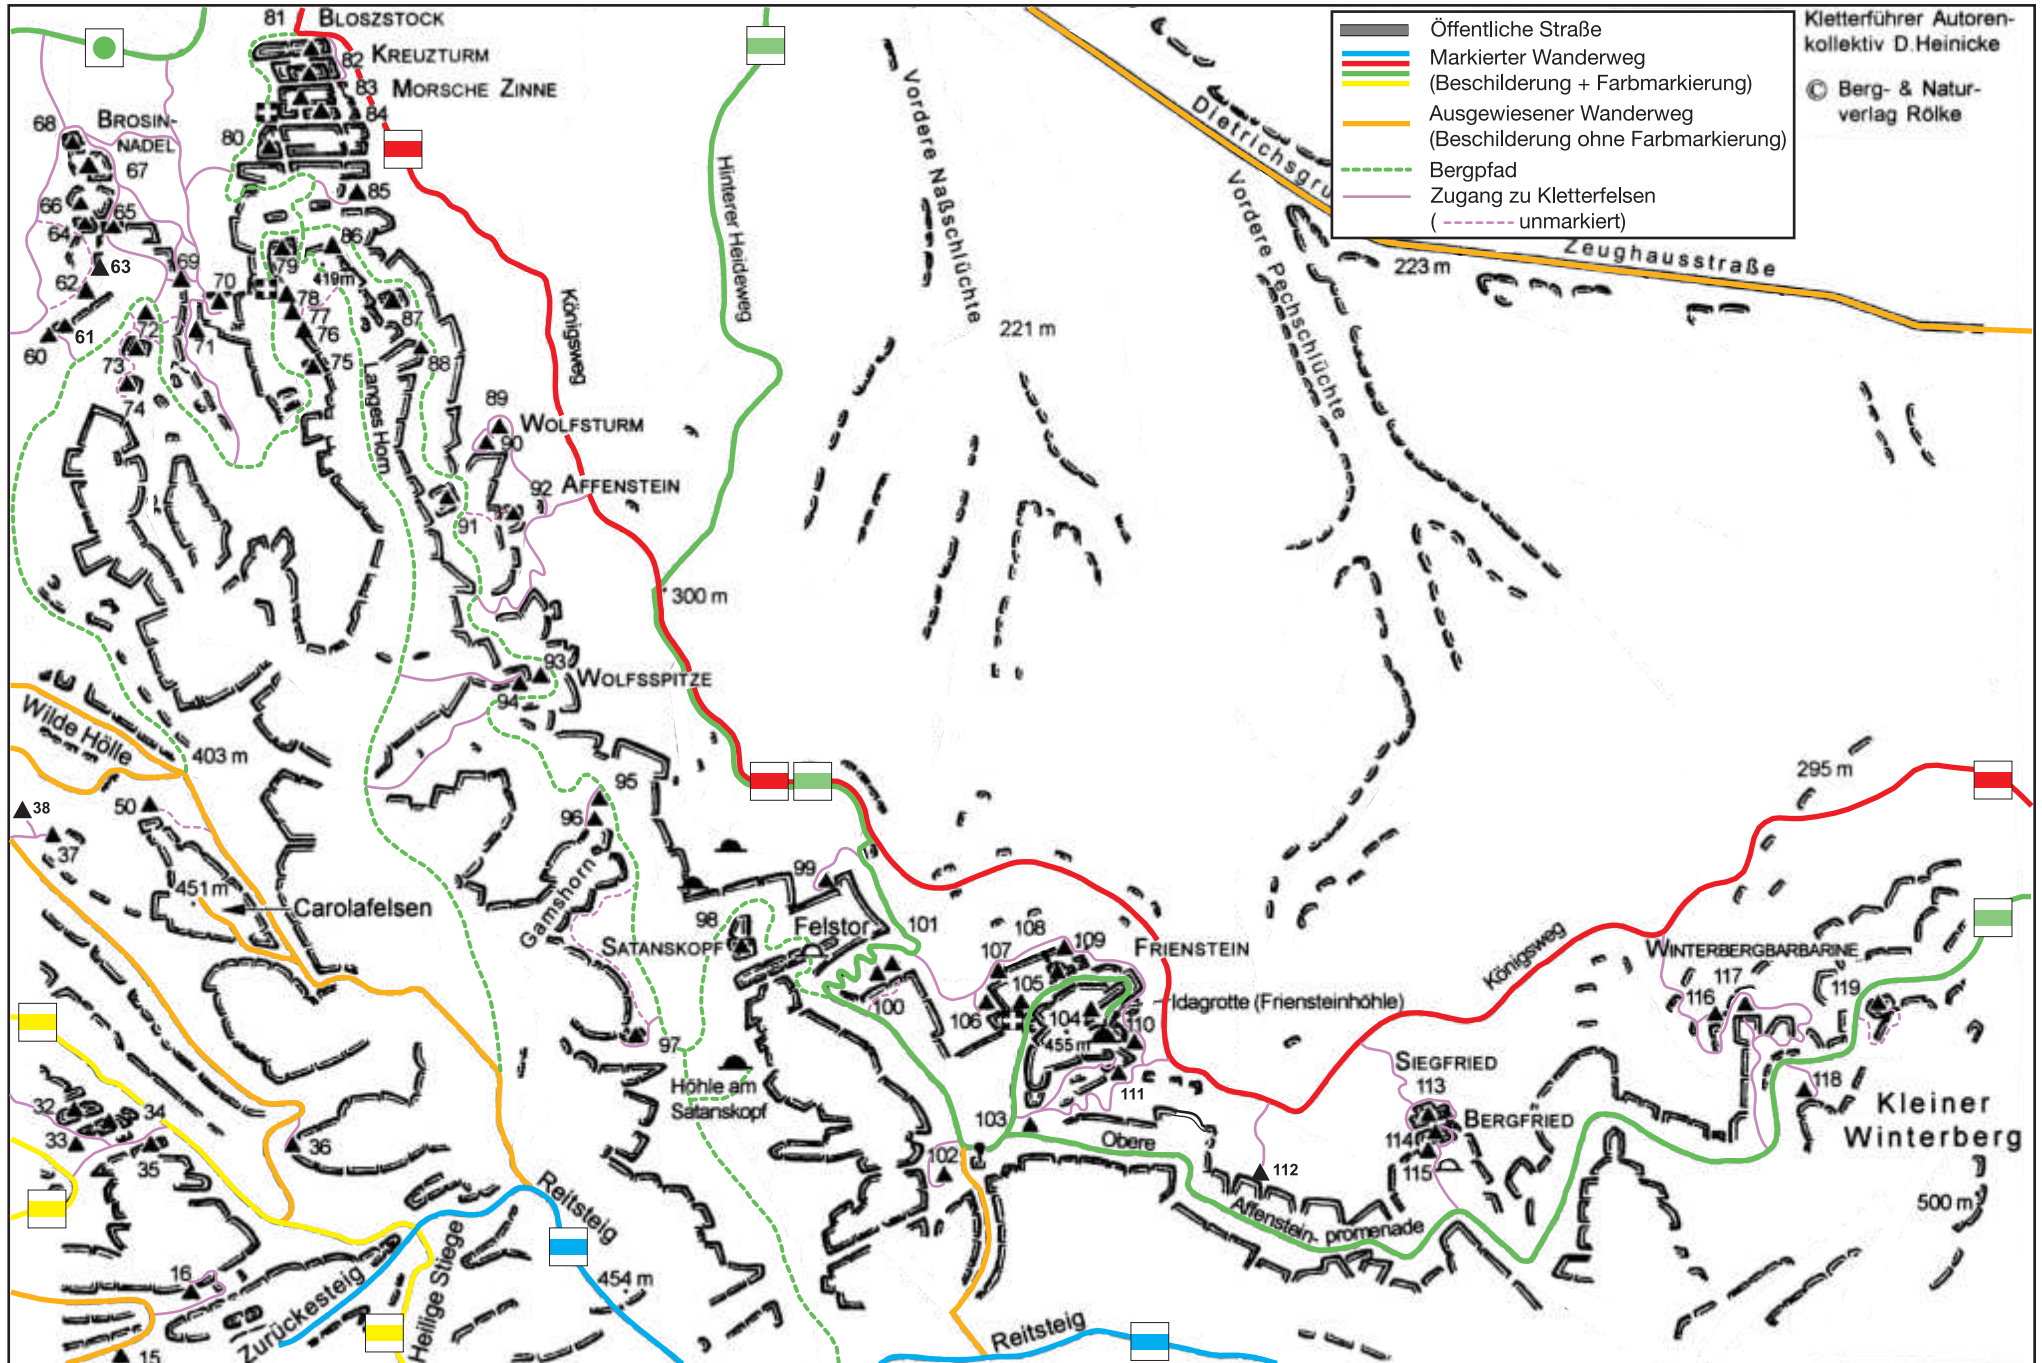 81 BLOSZSTOCK
82 KREUZTURM
83 MORSCHE ZINNE
84
80
85
68 BROSIN-
NADEL
67
66
65
64
63
62
61
60
69
70
71
72
73
74
86
79
419m
78
77
76
75
87
88
Langes Horn
Königsweg
Hinterer Heideweg
Vordere Naßschlüchte
221 m
Dietrichsgru
Vordere Pechschlüchte
223 m
Zeughausstraße
Öffentliche Straße
Markierter Wanderweg
(Beschilderung + Farbmarkierung)
Ausgewiesener Wanderweg
(Beschilderung ohne Farbmarkierung)
Bergpfad
Zugang zu Kletterfelsen
( unmarkiert)
Kletterführer Autoren-
kollektiv D.Heinicke
© Berg- & Natur-
verlag Rölke
89
WOLFSTURM
90
92 AFFENSTEIN
91
300 m
93
WOLFSSPITZE
94
Wilde Hölle
403 m
95
96
50
38
37
451 m
Carolafelsen
Gamshorn
99
98
SATANSKOPF
Felstor
101
100
97
Höhle am
Satanskopf
108
109
107
105
106
104
110
455 m
111
FRIENSTEIN
Idagrotte (Friensteinhöhle)
103
102
Obere
112
Affenstein- promenade
Königsweg
295 m
WINTERBERGBARBARINE
117
116
119
118
SIEGFRIED
113
BERGFRIED
114
115
Kleiner
Winterberg
500 m
32
34
33
35
36
16
15
Zurückesteig
Heilige Stiege
Reitsteig
454 m
Reitsteig